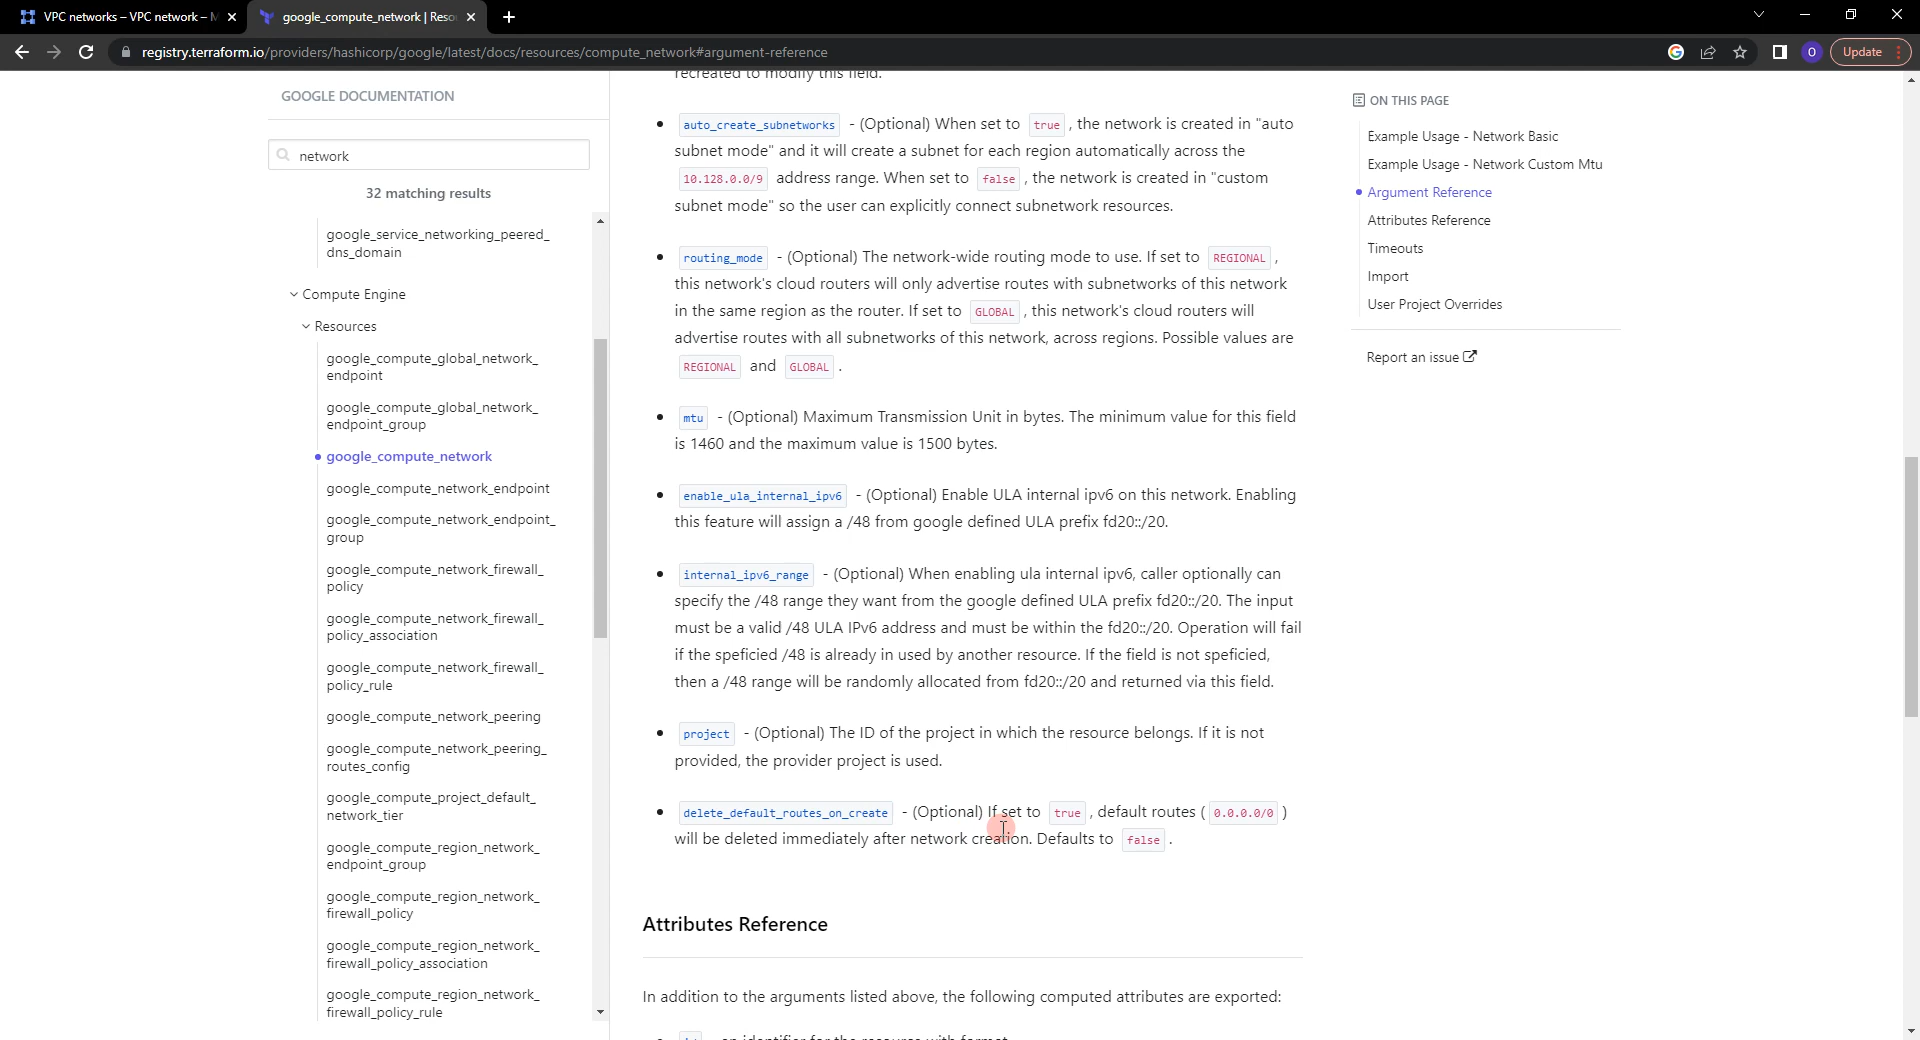 VPC networks – VPC network – M
google_compute_network | Reso
registry.terraform.io/providers/hashicorp/google/latest/docs/resources/compute_network#argument-reference
O
Update
GOOGLE DOCUMENTATION
network
32 matching results
google_service_networking_peered_
dns_domain
Compute Engine
Resources
google_compute_global_network_
endpoint
google_compute_global_network_
endpoint_group
google_compute_network
google_compute_network_endpoint
google_compute_network_endpoint_
group
google_compute_network_firewall_
policy
google_compute_network_firewall_
policy_association
google_compute_network_firewall_
policy_rule
google_compute_network_peering
google_compute_network_peering_
routes_config
google_compute_project_default_
network_tier
google_compute_region_network_
endpoint_group
google_compute_region_network_
firewall_policy
google_compute_region_network_
firewall_policy_association
google_compute_region_network_
firewall_policy_rule
recreated to modify this field.
auto_create_subnetworks - (Optional) When set to true , the network is created in "auto
subnet mode" and it will create a subnet for each region automatically across the
10.128.0.0/9 address range. When set to false , the network is created in "custom
subnet mode" so the user can explicitly connect subnetwork resources.
routing_mode - (Optional) The network-wide routing mode to use. If set to REGIONAL ,
this network's cloud routers will only advertise routes with subnetworks of this network
in the same region as the router. If set to GLOBAL , this network's cloud routers will
advertise routes with all subnetworks of this network, across regions. Possible values are
REGIONAL and GLOBAL .
mtu - (Optional) Maximum Transmission Unit in bytes. The minimum value for this field
is 1460 and the maximum value is 1500 bytes.
enable_ula_internal_ipv6 - (Optional) Enable ULA internal ipv6 on this network. Enabling
this feature will assign a /48 from google defined ULA prefix fd20::/20.
internal_ipv6_range - (Optional) When enabling ula internal ipv6, caller optionally can
specify the /48 range they want from the google defined ULA prefix fd20::/20. The input
must be a valid /48 ULA IPv6 address and must be within the fd20::/20. Operation will fail
if the speficied /48 is already in used by another resource. If the field is not speficied,
then a /48 range will be randomly allocated from fd20::/20 and returned via this field.
project - (Optional) The ID of the project in which the resource belongs. If it is not
provided, the provider project is used.
delete_default_routes_on_create - (Optional) If set to true , default routes ( 0.0.0.0/0 )
will be deleted immediately after network creation. Defaults to false .
Attributes Reference
In addition to the arguments listed above, the following computed attributes are exported:
id - an identifier for the resource with format
ON THIS PAGE
Example Usage - Network Basic
Example Usage - Network Custom Mtu
Argument Reference
Attributes Reference
Timeouts
Import
User Project Overrides
Report an issue